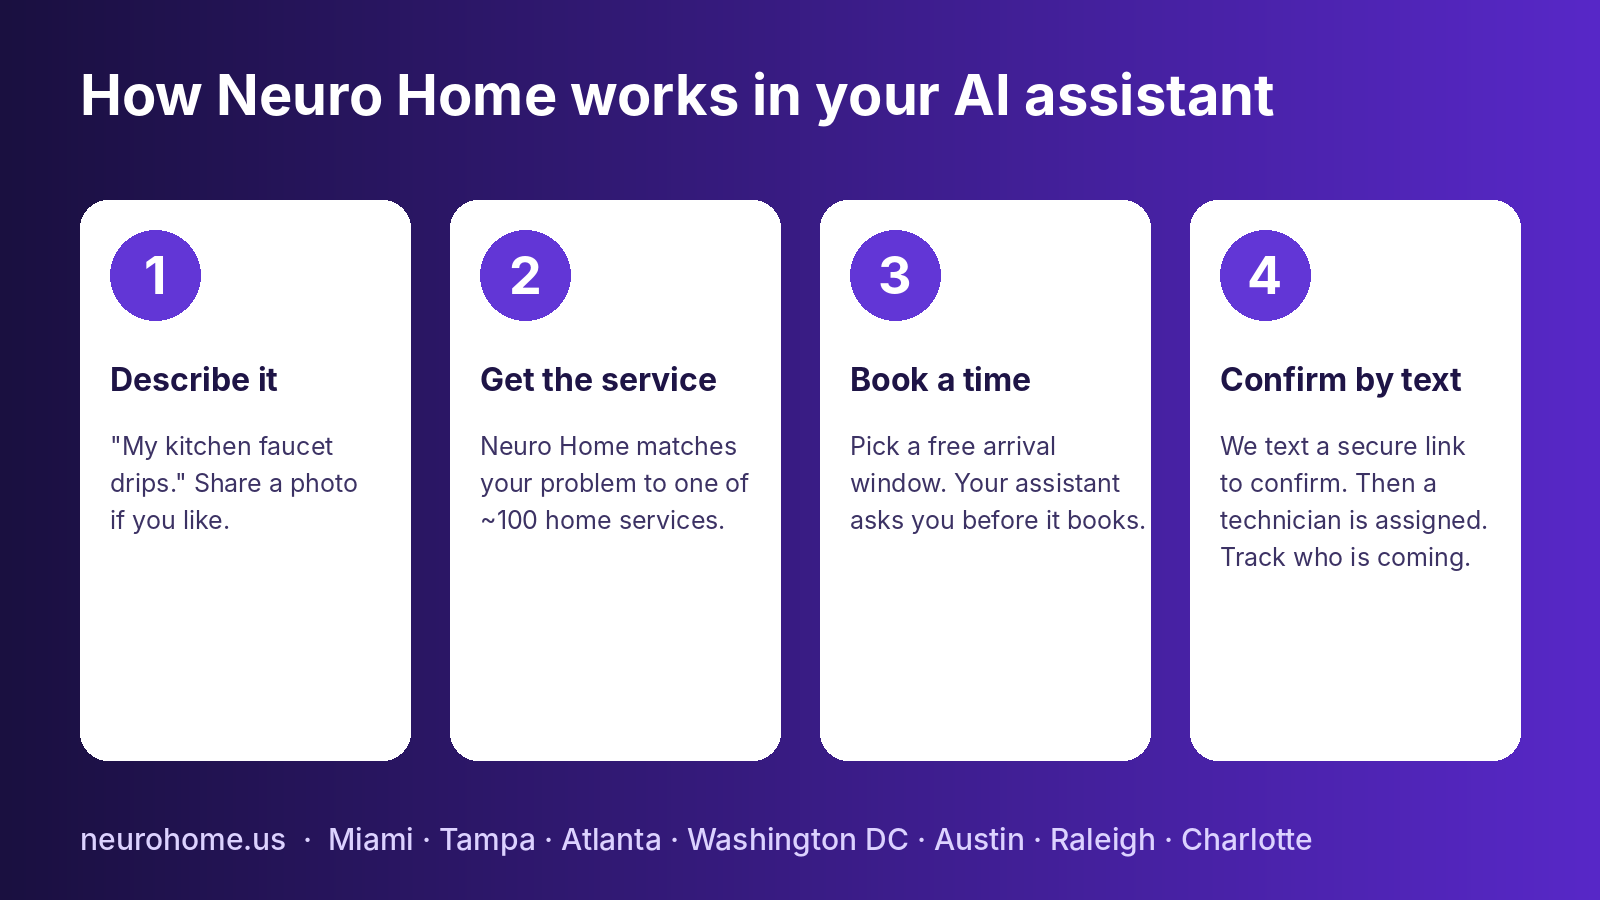 How Neuro Home works in your AI assistant
1
Describe it
"My kitchen faucet
drips." Share a photo
if you like.
2
Get the service
Neuro Home matches
your problem to one of
~100 home services.
3
Book a time
Pick a free arrival
window. Your assistant
asks you before it books.
4
Confirm by text
We text a secure link
to confirm. Then a
technician is assigned.
Track who is coming.
neurohome.us · Miami · Tampa · Atlanta · Washington DC · Austin · Raleigh · Charlotte